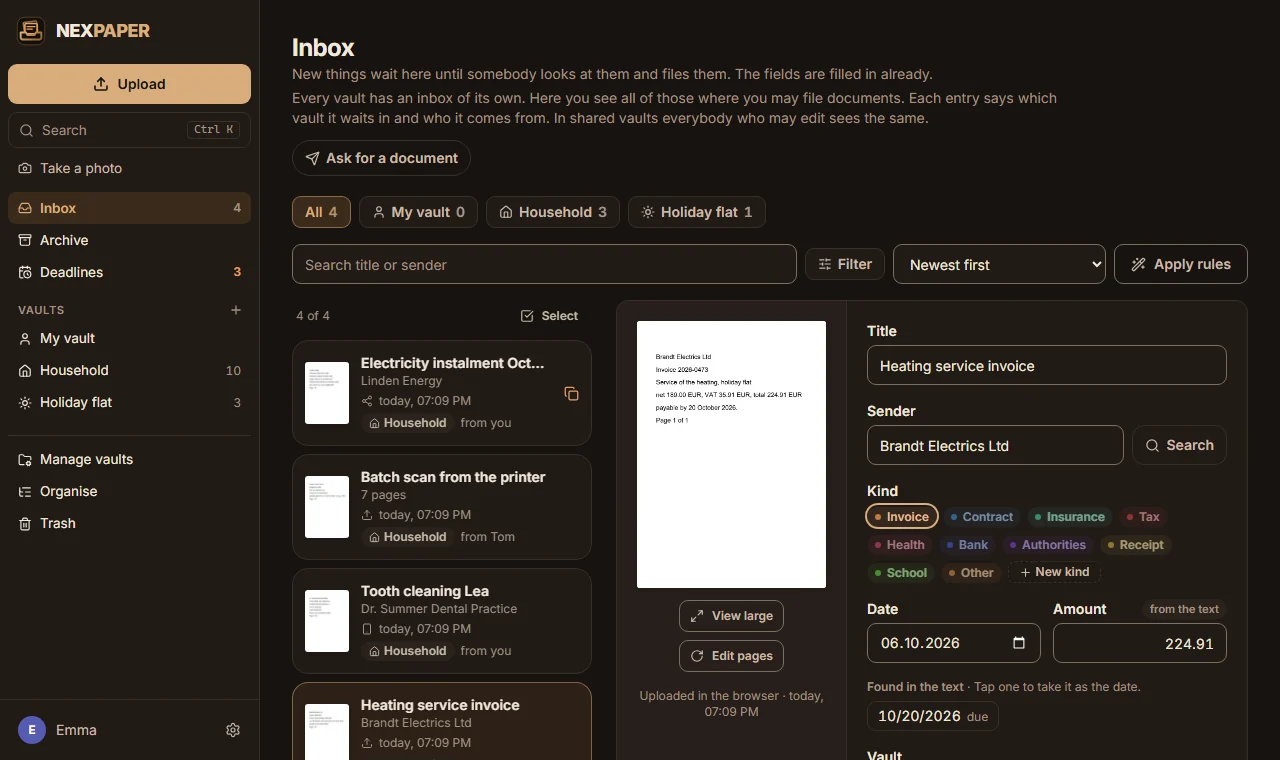 NEXPAPER
Upload
Search Ctrl K
Take a photo
Inbox 4
Archive
Deadlines 3
VAULTS
My vault
Household 10
Holiday flat 3
Manage vaults
Organise
Trash
E Emma
Inbox
New things wait here until somebody looks at them and files them. The fields are filled in already.
Every vault has an inbox of its own. Here you see all of those where you may file documents. Each entry says which
vault it waits in and who it comes from. In shared vaults everybody who may edit sees the same.
Ask for a document
All 4 My vault 0 Household 3 Holiday flat 1
Search title or sender Filter Newest first Apply rules
4 of 4 Select
Electricity instalment Oct...
Linden Energy
today, 07:09 PM
Household from you
Batch scan from the printer
7 pages
today, 07:09 PM
Household from Tom
Tooth cleaning Lea
Dr. Summer Dental Practice
today, 07:09 PM
Household from you
Heating service invoice
Brandt Electrics Ltd
today, 07:09 PM
Brandt Electrics Ltd
Invoice 2026-0473
Service of the heating, holiday flat
net 189.00 EUR, VAT 35.91 EUR, total 224.91 EUR
payable by 20 October 2026.
Page 1 of 1
View large
Edit pages
Uploaded in the browser · today,
07:09 PM
Title
Heating service invoice
Sender
Brandt Electrics Ltd Search
Kind
Invoice Contract Insurance Tax
Health Bank Authorities Receipt
School Other + New kind
Date Amount from the text
06.10.2026 224.91
Found in the text · Tap one to take it as the date.
10/20/2026 due
Vault